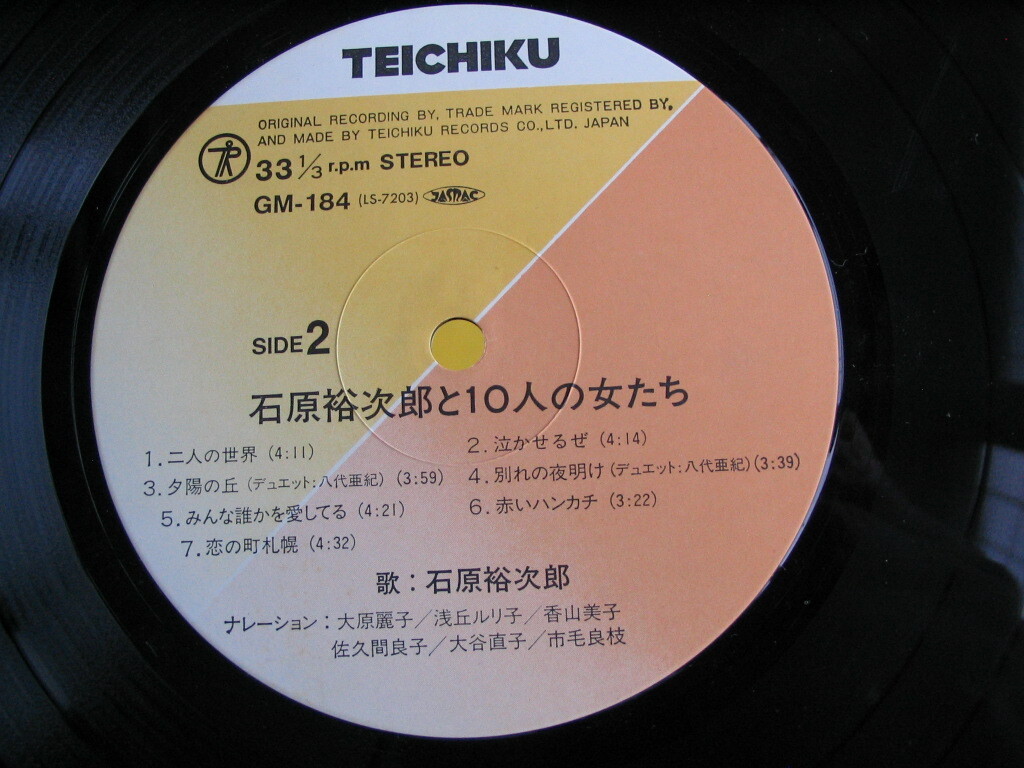 TEICHIKU
ORIGINAL RECORDING BY, TRADE MARK REGISTERED BY.
AND MADE BY TEICHIKU RECORDS CO.,LTD. JAPAN
33 1/3 r.p.m STEREO
GM-184 (LS-7203) JASRAC
SIDE 2
石原裕次郎と10人の女たち
1.二人の世界 (4:11) 2.泣かせるぜ (4:14)
3.夕陽の丘 (デュエット:八代亜紀) (3:59) 4.別れの夜明け (デュエット:八代亜紀) (3:39)
5.みんな誰かを愛してる (4:21) 6.赤いハンカチ (3:22)
7.恋の町札幌 (4:32)
歌:石原裕次郎
ナレーション:大原麗子/浅丘ルリ子/香山美子
佐久間良子/大谷直子/市毛良枝